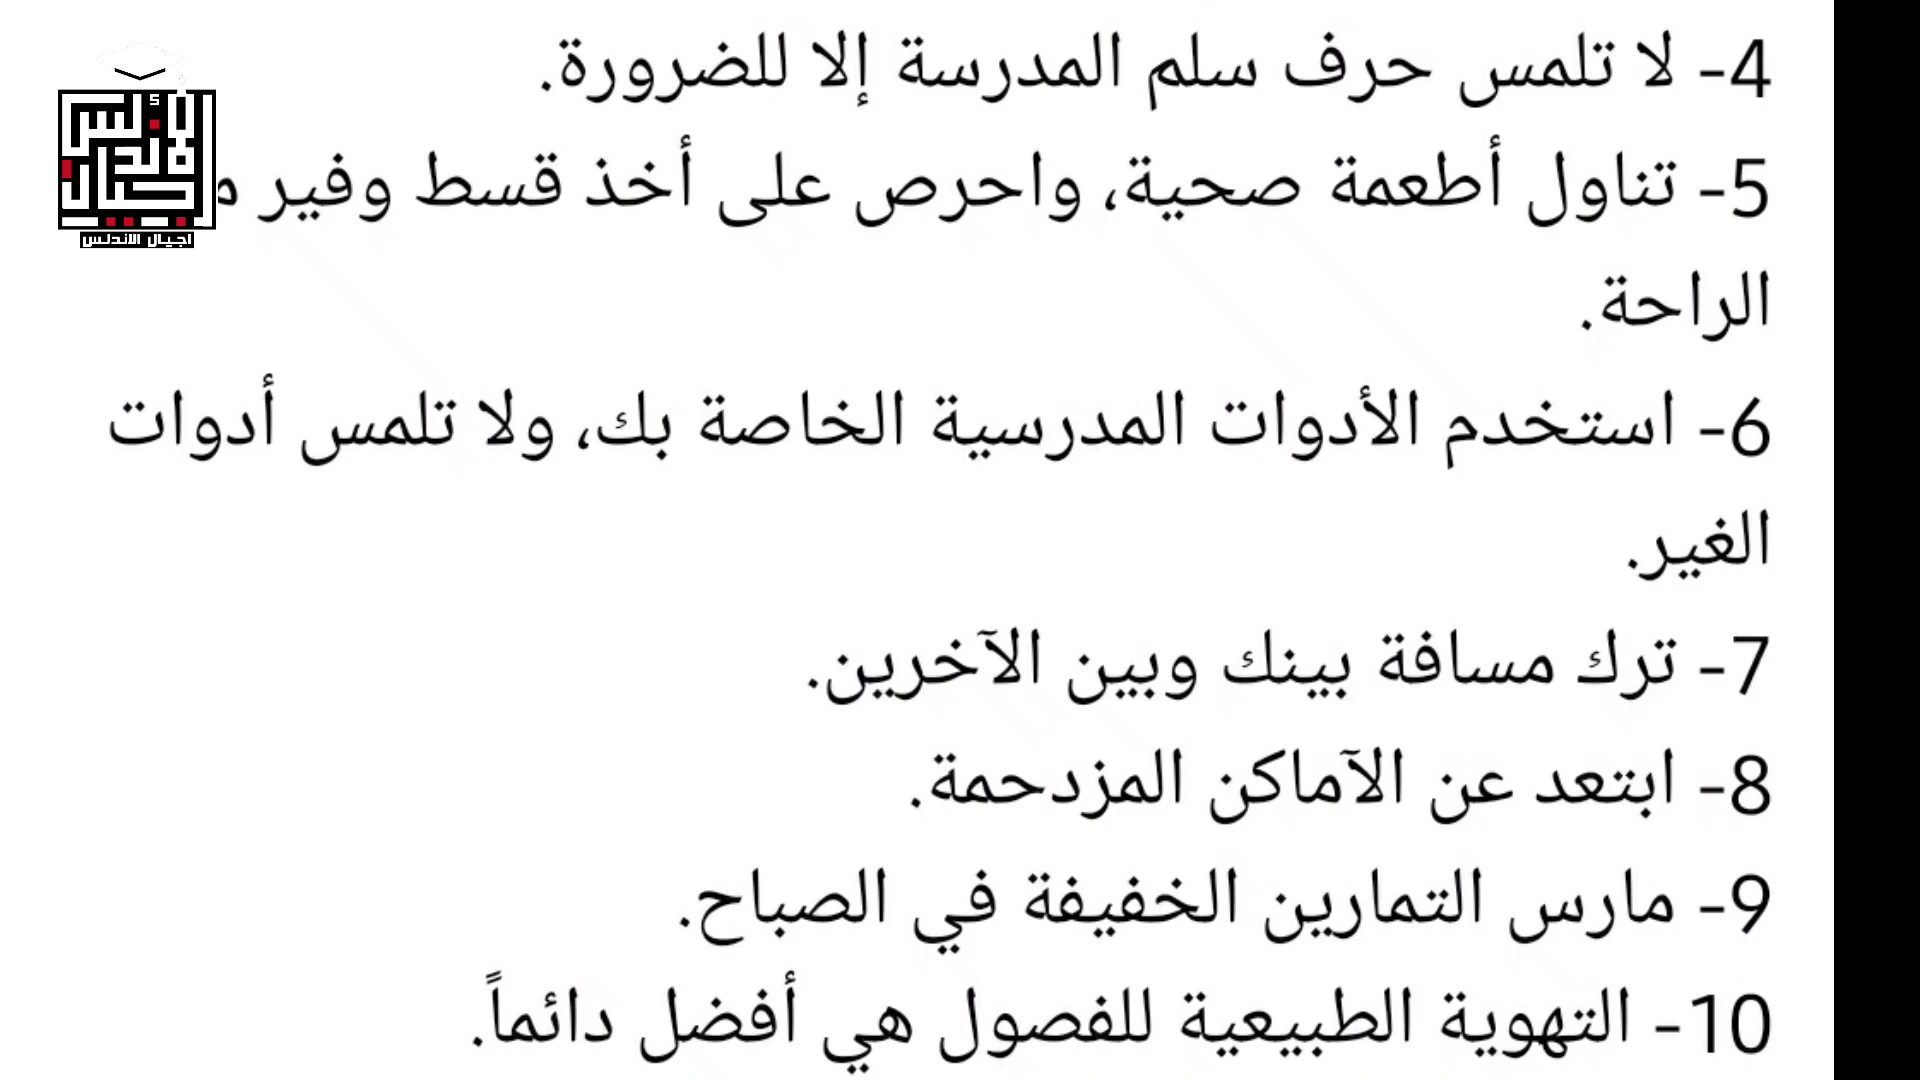 4- لا تلمس حرف سلم المدرسة إلا للضرورة.
5- تناول أطعمة صحية، واحرص على أخذ قسط وفير
الراحة.
6- استخدم الأدوات المدرسية الخاصة بك، ولا تلمس أدوات
الغير.
7- ترك مسافة بينك وبين الآخرين.
8- ابتعد عن الآماكن المزدحمة.
9- مارس التمارين الخفيفة في الصباح.
10- التهوية الطبيعية للفصول هي أفضل دائماً.
اجيال الاندلس